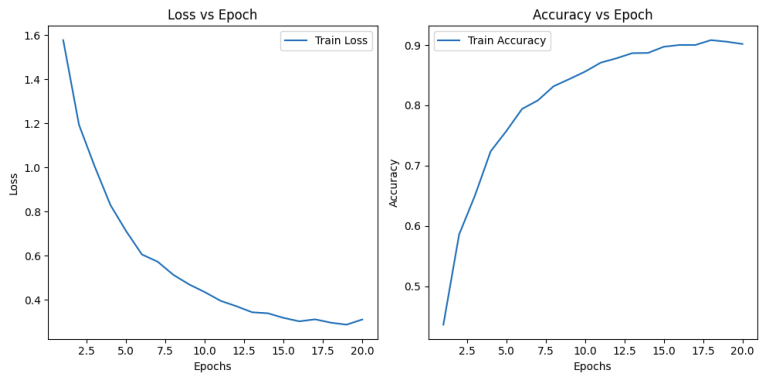 Loss vs Epoch
Train Loss
1.6
1.4
1.2
1.0
0.8
0.6
0.4
Loss
2.5 5.0 7.5 10.0 12.5 15.0 17.5 20.0
Epochs
Accuracy vs Epoch
Train Accuracy
0.9
0.8
0.7
0.6
0.5
Accuracy
2.5 5.0 7.5 10.0 12.5 15.0 17.5 20.0
Epochs